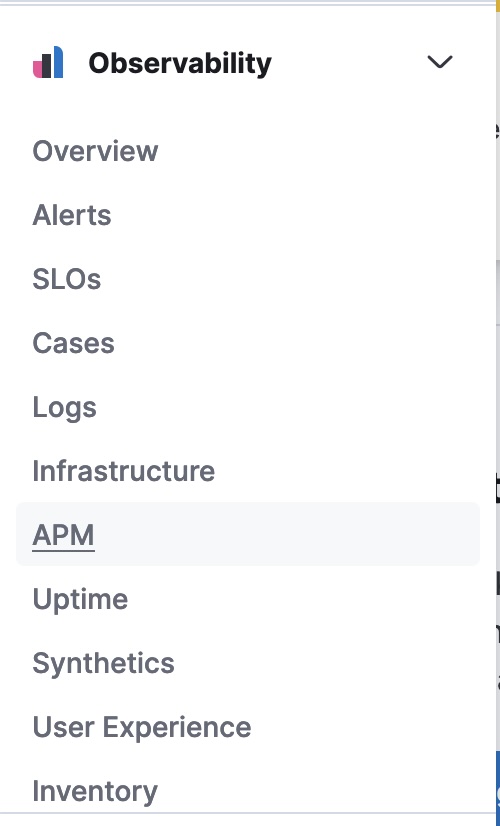 Observability
Overview
Alerts
SLOs
Cases
Logs
Infrastructure
APM
Uptime
Synthetics
User Experience
Inventory